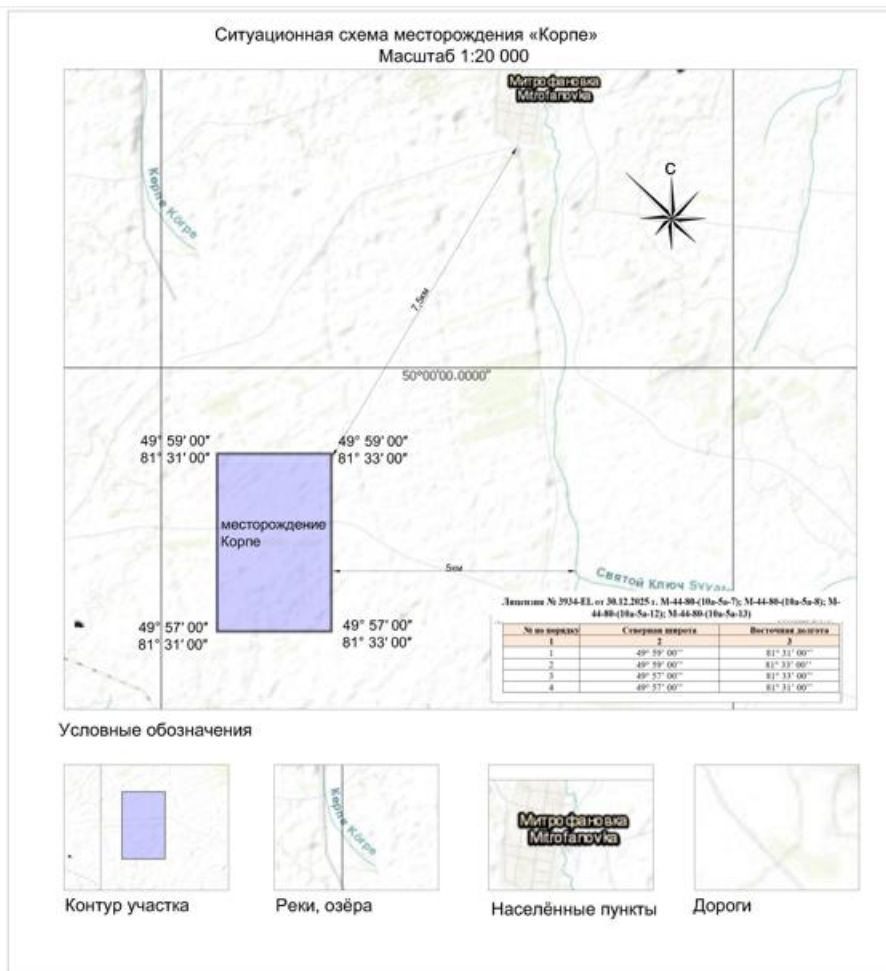 Ситуационная схема месторождения «Корпе»
Масштаб 1:20 000
Митрофановка
Mitrofanovka
С
Көрпе Körpe
7,5км
50°00'00.0000"
49° 59' 00"
81° 31' 00"
49° 59' 00"
81° 33' 00"
месторождение
Корпе
5км
Святой Ключ
49° 57' 00"
81° 31' 00"
49° 57' 00"
81° 33' 00"
Лицензия № 3934-EL от 30.12.2025 г. М-44-80-(10а-5а-7); М-44-80-(10а-5а-8); М-
44-80-(10а-5а-12); М-44-80-(10а-5а-13)
№ по порядку Северная широта Восточная долгота
1 2 3
1 49° 59' 00'' 81° 31' 00''
2 49° 59' 00'' 81° 33' 00''
3 49° 57' 00'' 81° 33' 00''
4 49° 57' 00'' 81° 31' 00''
Условные обозначения
Көрпе Körpe
Митрофановка
Mitrofanovka
Контур участка
Реки, озёра
Населённые пункты
Дороги